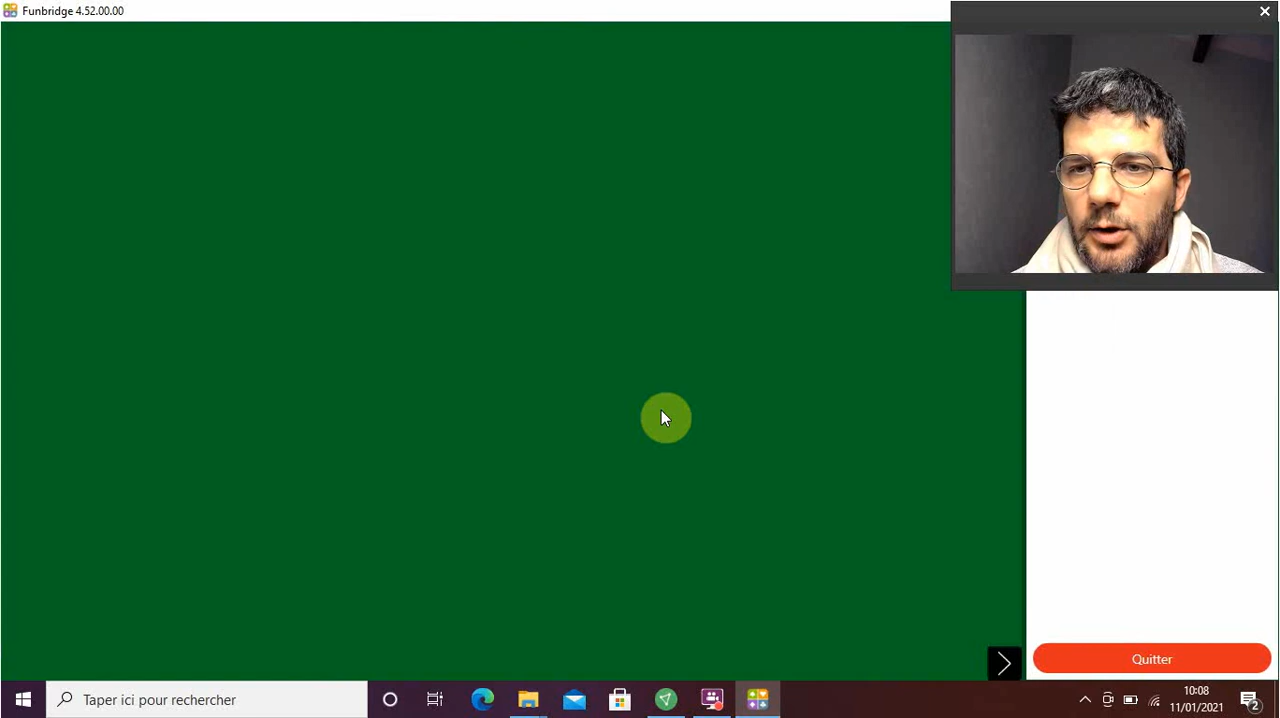 Funbridge 4.52.00.00
Quitter
Taper ici pour rechercher
10:08
11/01/2021
2